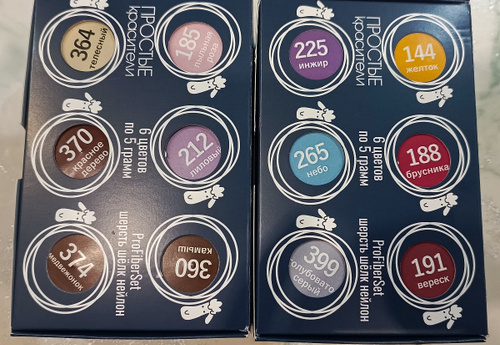 364
телесный
185
пыльная
роза
ПРОСТЫЕ
красители
370
красное
дерево
212
лиловый
6 цветов
по 5 грамм
374
медвежонок
360
камыш
ProFiberSet
шерсть шелк нейлон
225
инжир
144
желток
ПРОСТЫЕ
красители
265
небо
188
брусника
6 цветов
по 5 грамм
399
голубовато
серый
191
вереск
ProFiberSet
шерсть шелк нейлон